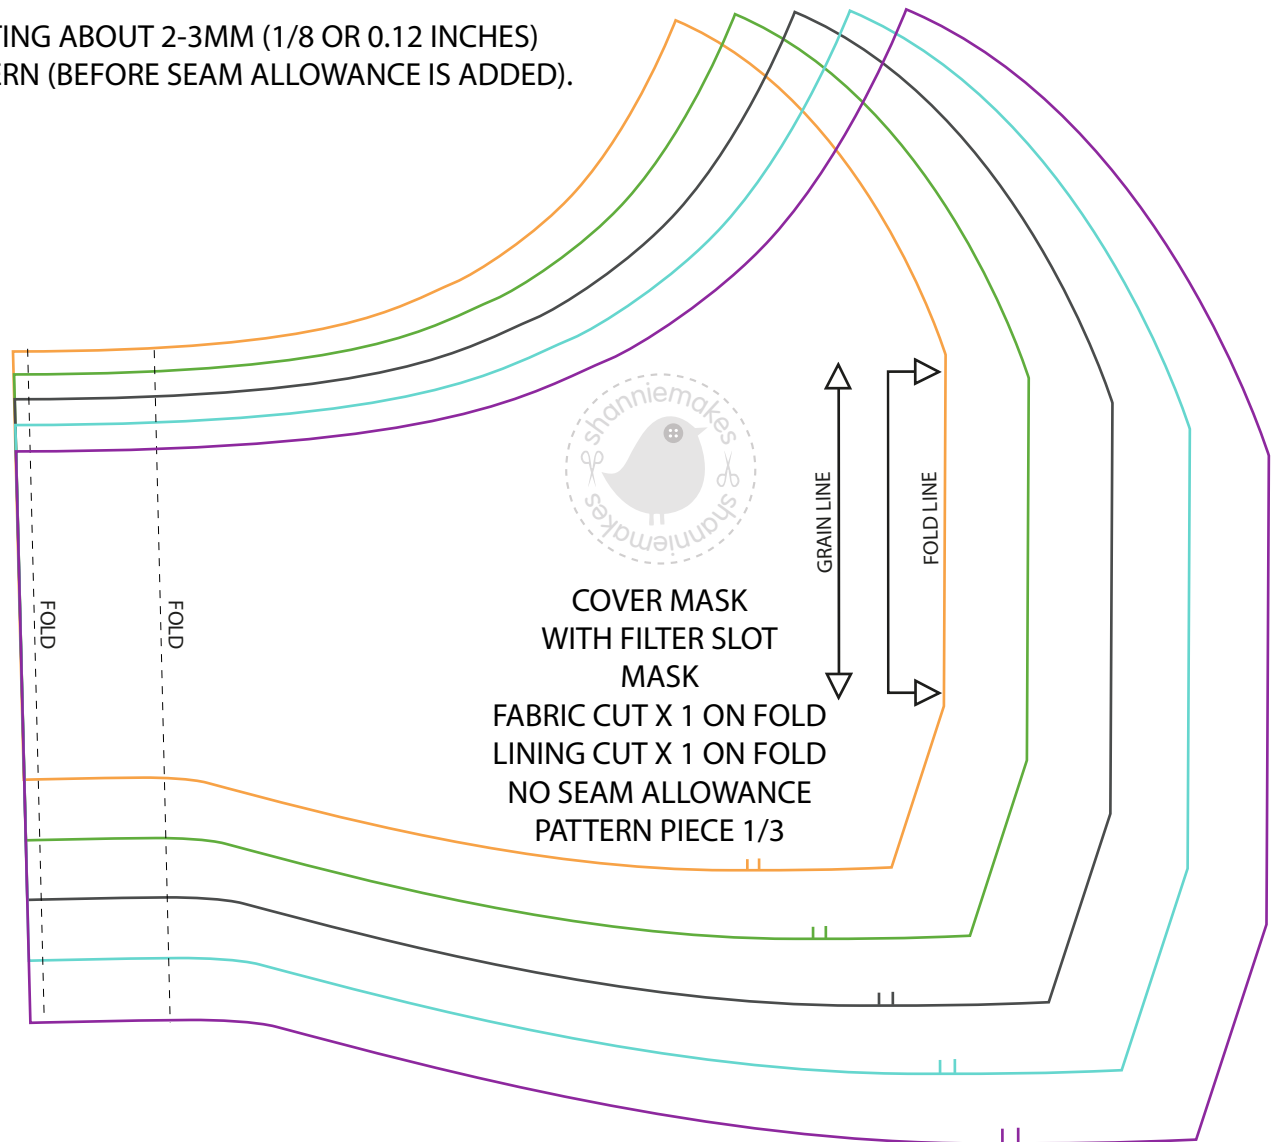 TING ABOUT 2-3MM (1/8 OR 0.12 INCHES)
ERN (BEFORE SEAM ALLOWANCE IS ADDED).
shanniemakes
shanniemakes
GRAIN LINE
FOLD LINE
FOLD
FOLD
COVER MASK
WITH FILTER SLOT
MASK
FABRIC CUT X 1 ON FOLD
LINING CUT X 1 ON FOLD
NO SEAM ALLOWANCE
PATTERN PIECE 1/3